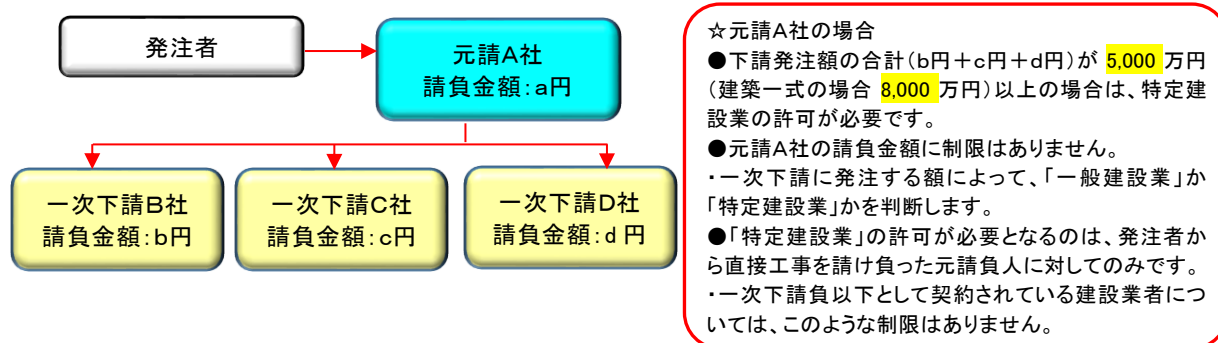 発注者
元請A社
請負金額:a円
一次下請B社
請負金額:b円
一次下請C社
請負金額:c円
一次下請D社
請負金額:d 円
☆元請A社の場合
●下請発注額の合計(b円+c円+d円)が 5,000 万円
(建築一式の場合 8,000 万円)以上の場合は、特定建
設業の許可が必要です。
●元請A社の請負金額に制限はありません。
・一次下請に発注する額によって、「一般建設業」か
「特定建設業」かを判断します。
●「特定建設業」の許可が必要となるのは、発注者か
ら直接工事を請け負った元請負人に対してのみです。
・一次下請負以下として契約されている建設業者につ
いては、このような制限はありません。